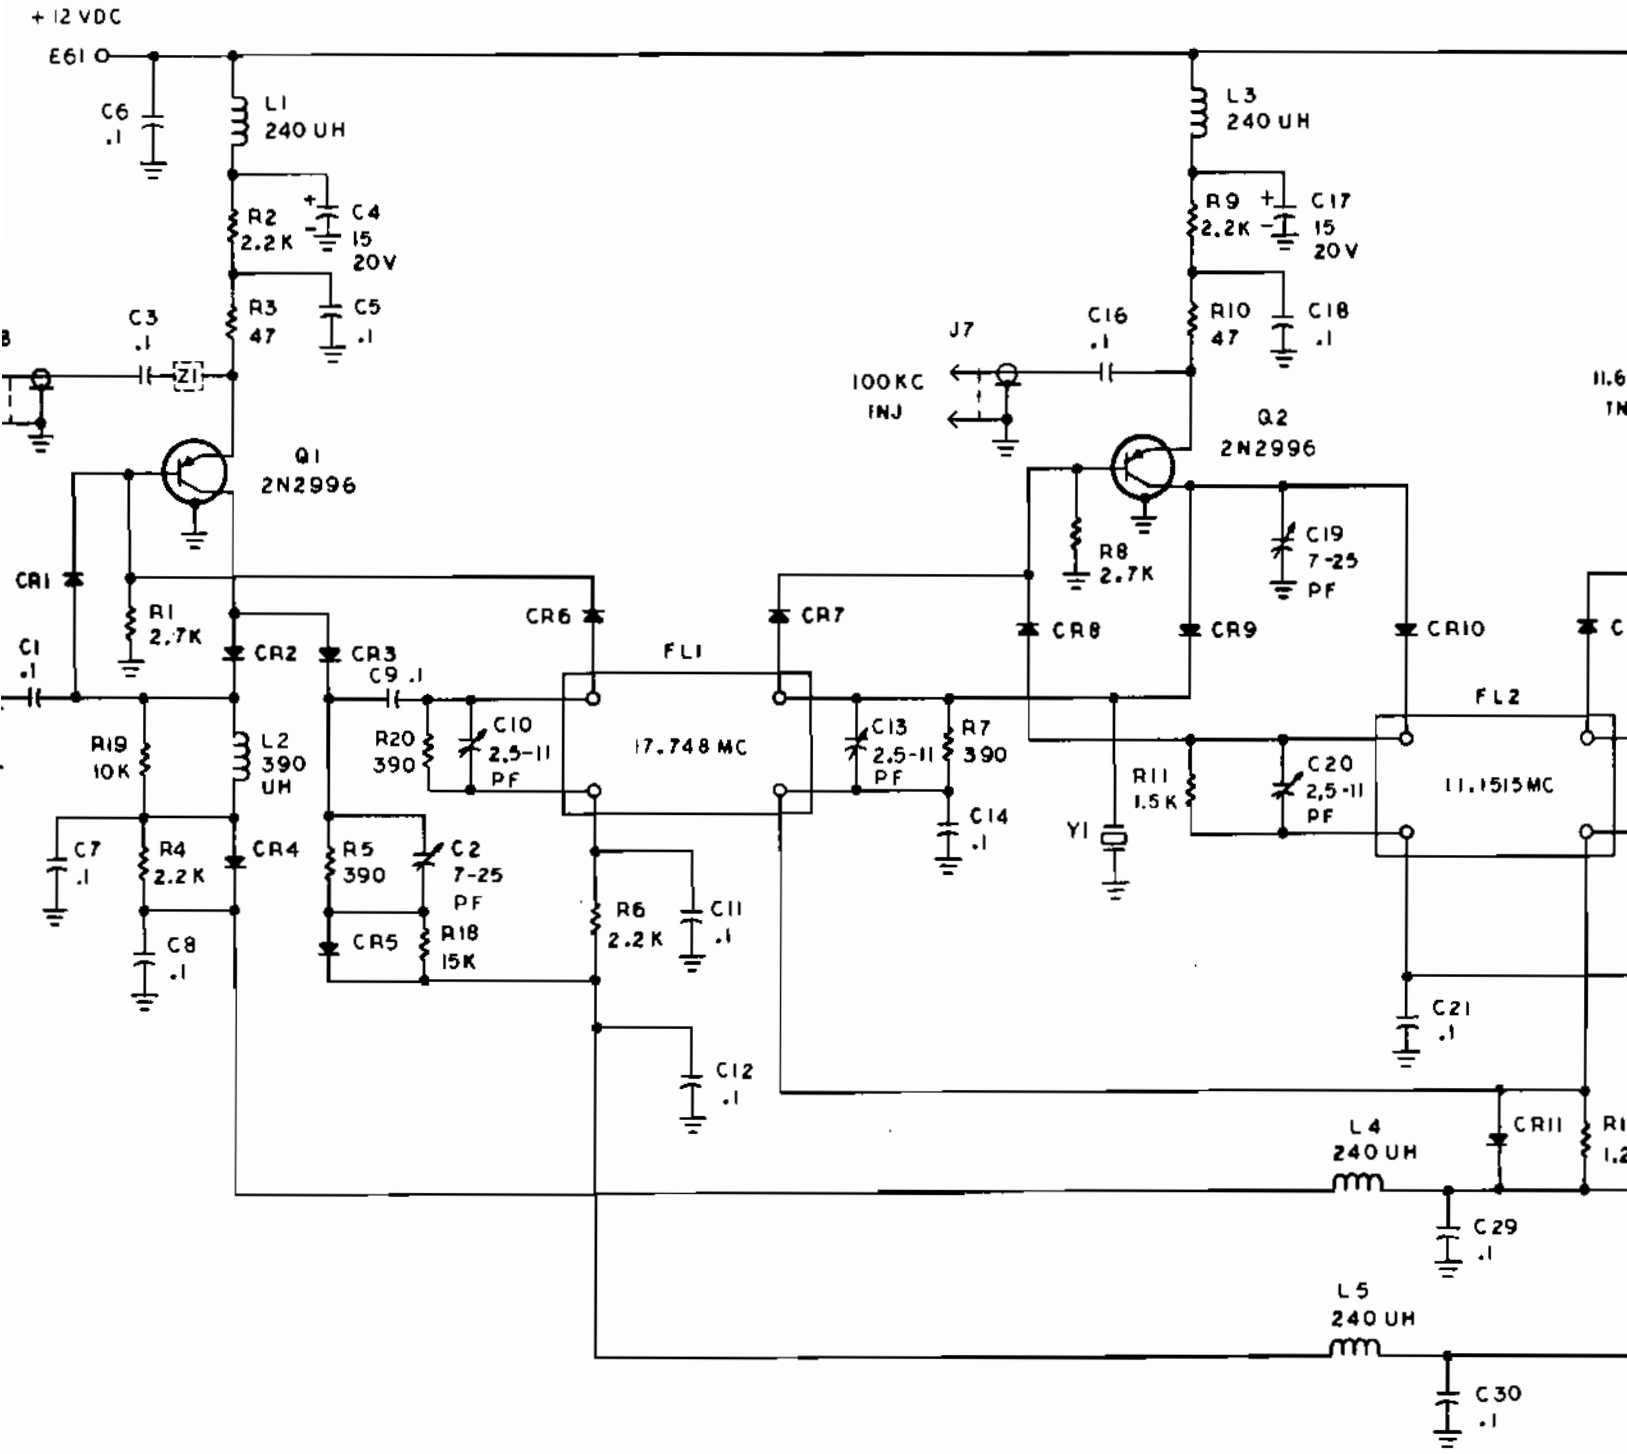 + 12 VDC
E61
C6
.1
L1
240 UH
L3
240 UH
R2
2.2K
+
-
C4
15
20V
R9
2.2K
+
-
C17
15
20V
R3
47
C5
.1
R10
47
C18
.1
C3
.1
Z1
J7
C16
.1
100KC
INJ
11.6
Q1
2N2996
Q2
2N2996
CR1
R1
2.7K
C1
.1
CR2
CR3
C9 .1
CR6
FL1
CR7
R8
2.7K
C19
7-25
PF
CR8
CR9
CR10
C
FL2
R19
10K
L2
390
UH
R20
390
C10
2.5-11
PF
17.748 MC
C13
2.5-11
PF
R7
390
R11
1.5K
C20
2.5-11
PF
11.1515MC
C7
.1
R4
2.2K
CR4
R5
390
C2
7-25
PF
C14
.1
Y1
C8
.1
CR5
R18
15K
R6
2.2K
C11
.1
C21
.1
C12
.1
L4
240 UH
CR11
R1
1.2
C29
.1
L5
240 UH
C30
.1